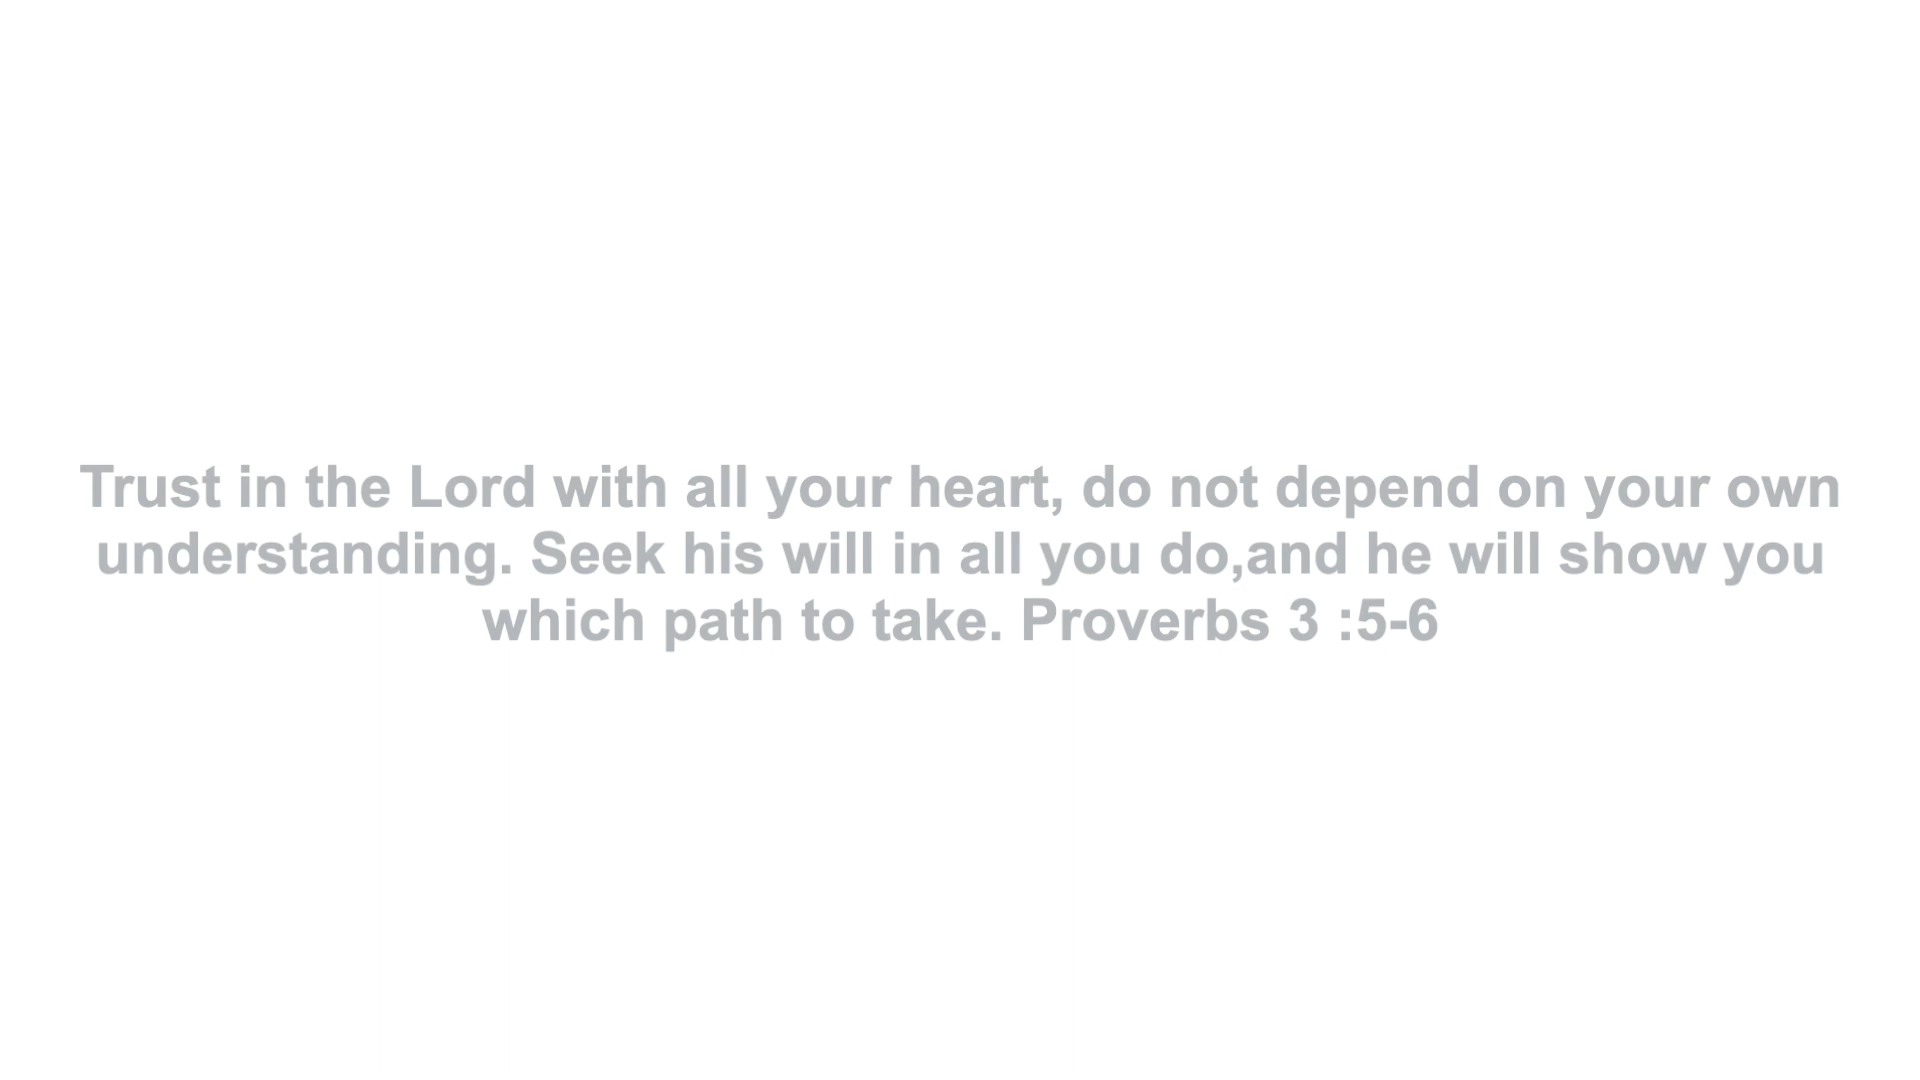 Trust in the Lord with all your heart, do not depend on your own
understanding. Seek his will in all you do,and he will show you
which path to take. Proverbs 3 :5-6